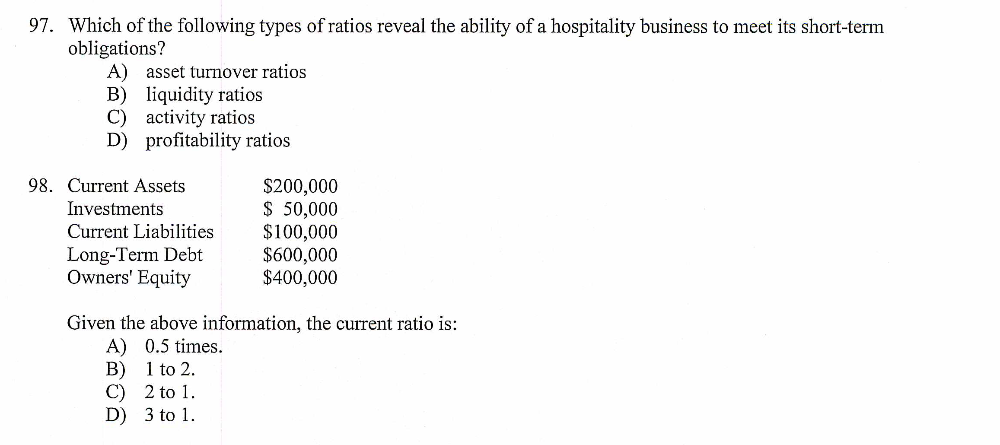 97. Which of the following types of ratios reveal the ability of a hospitality business to meet its short-term
obligations?
A) asset turnover ratios
B) liquidity ratios
C) activity ratios
D) profitability ratios
98. Current Assets $200,000
Investments $ 50,000
Current Liabilities $100,000
Long-Term Debt $600,000
Owners' Equity $400,000
Given the above information, the current ratio is:
A) 0.5 times.
B) 1 to 2.
C) 2 to 1.
D) 3 to 1.